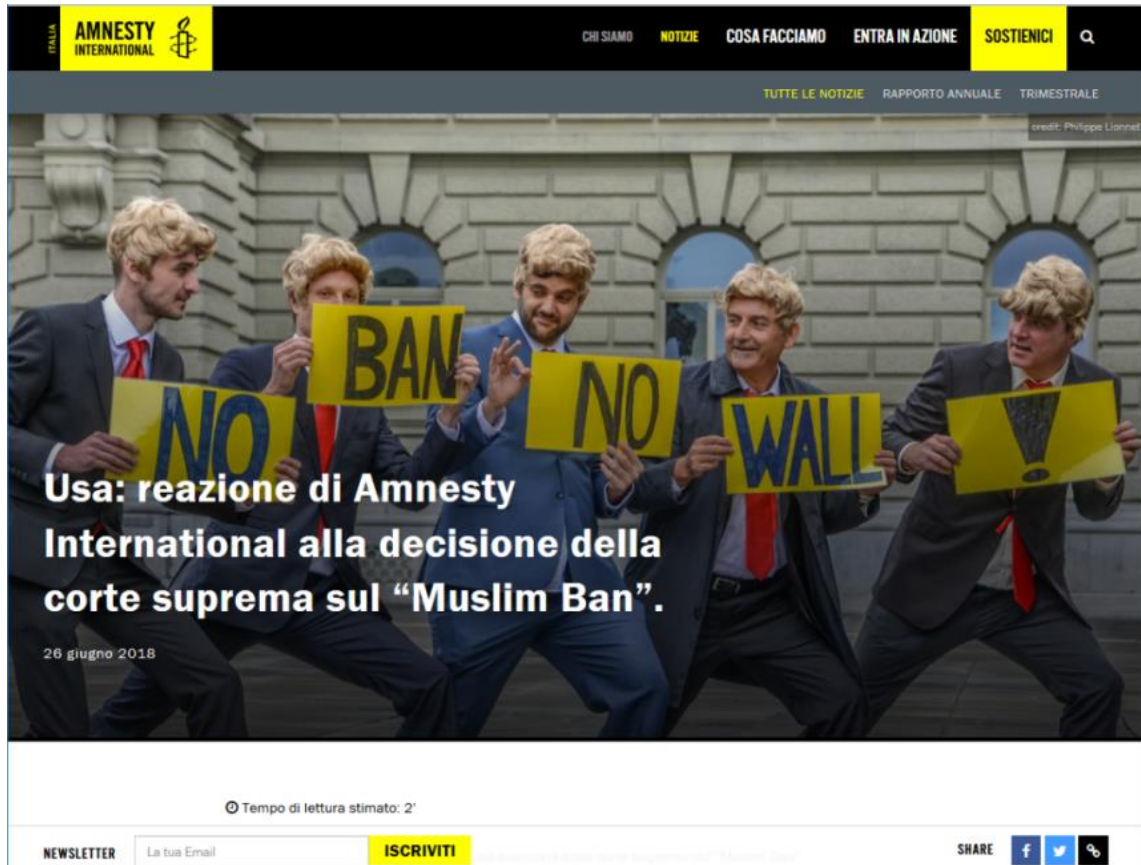 ITALIA
AMNESTY
INTERNATIONAL
CHI SIAMO
NOTIZIE
COSA FACCIAMO
ENTRA IN AZIONE
SOSTIENICI
TUTTE LE NOTIZIE
RAPPORTO ANNUALE
TRIMESTRALE
credit: Philippe Lionnet
NO
BAN
NO
WALL
!
Usa: reazione di Amnesty
International alla decisione della
corte suprema sul “Muslim Ban”.
26 giugno 2018
Tempo di lettura stimato: 2'
NEWSLETTER
La tua Email
ISCRIVITI
SHARE